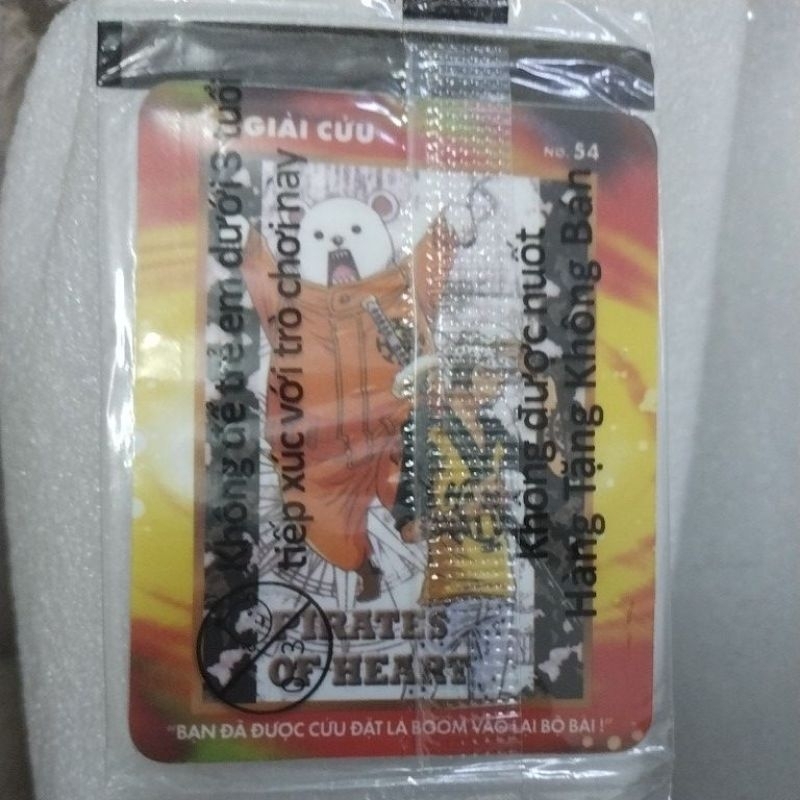 GIẢI CỨU
NO. 54
Không để trẻ em dưới 3 tuổi
tiếp xúc với trò chơi này
Không được nuốt
Hàng Tặng Không Bán
0-3
PIRATES
OF HEART
"BẠN ĐÃ ĐƯỢC CỨU ĐẶT LÁ BOOM VÀO LẠI BỘ BÀI !"